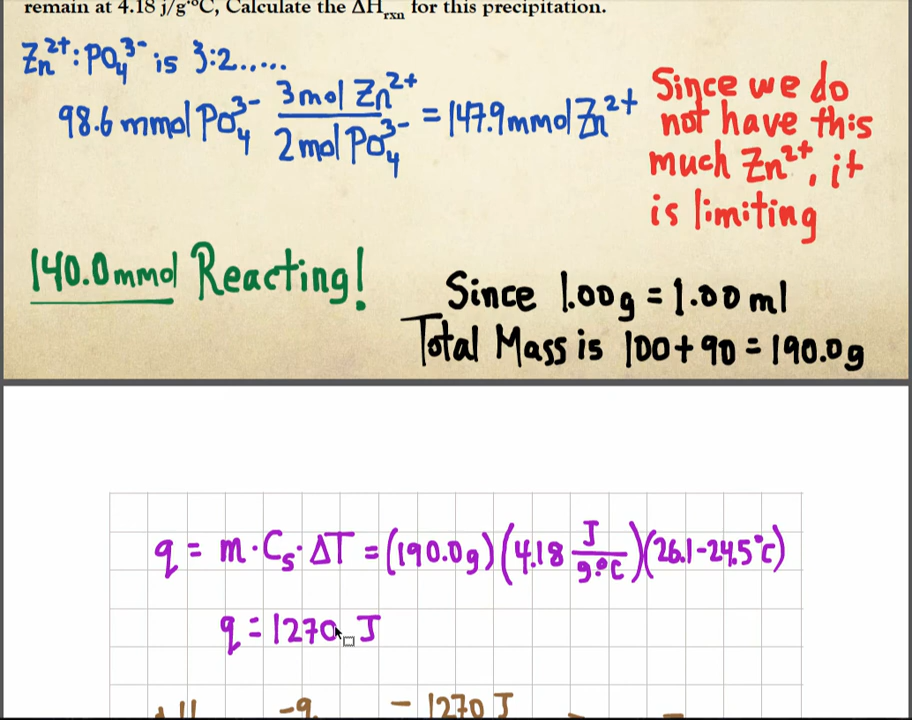 remain at 4.18 j/g·°C, Calculate the ΔHrxn for this precipitation.
Zn²⁺:PO₄³⁻ is 3:2.....
98.6 mmol PO₄³⁻ 3 mol Zn²⁺ / 2 mol PO₄³⁻ = 147.9 mmol Zn²⁺
Since we do
not have this
much Zn²⁺, it
is limiting
140.0 mmol Reacting!
Since 1.00g = 1.00 ml
Total Mass is 100 + 90 = 190.0g
q = m·Cs·ΔT = (190.0g)(4.18 J/g·°C)(26.1-24.5°C)
q = 1270. J
-q - 1270 J